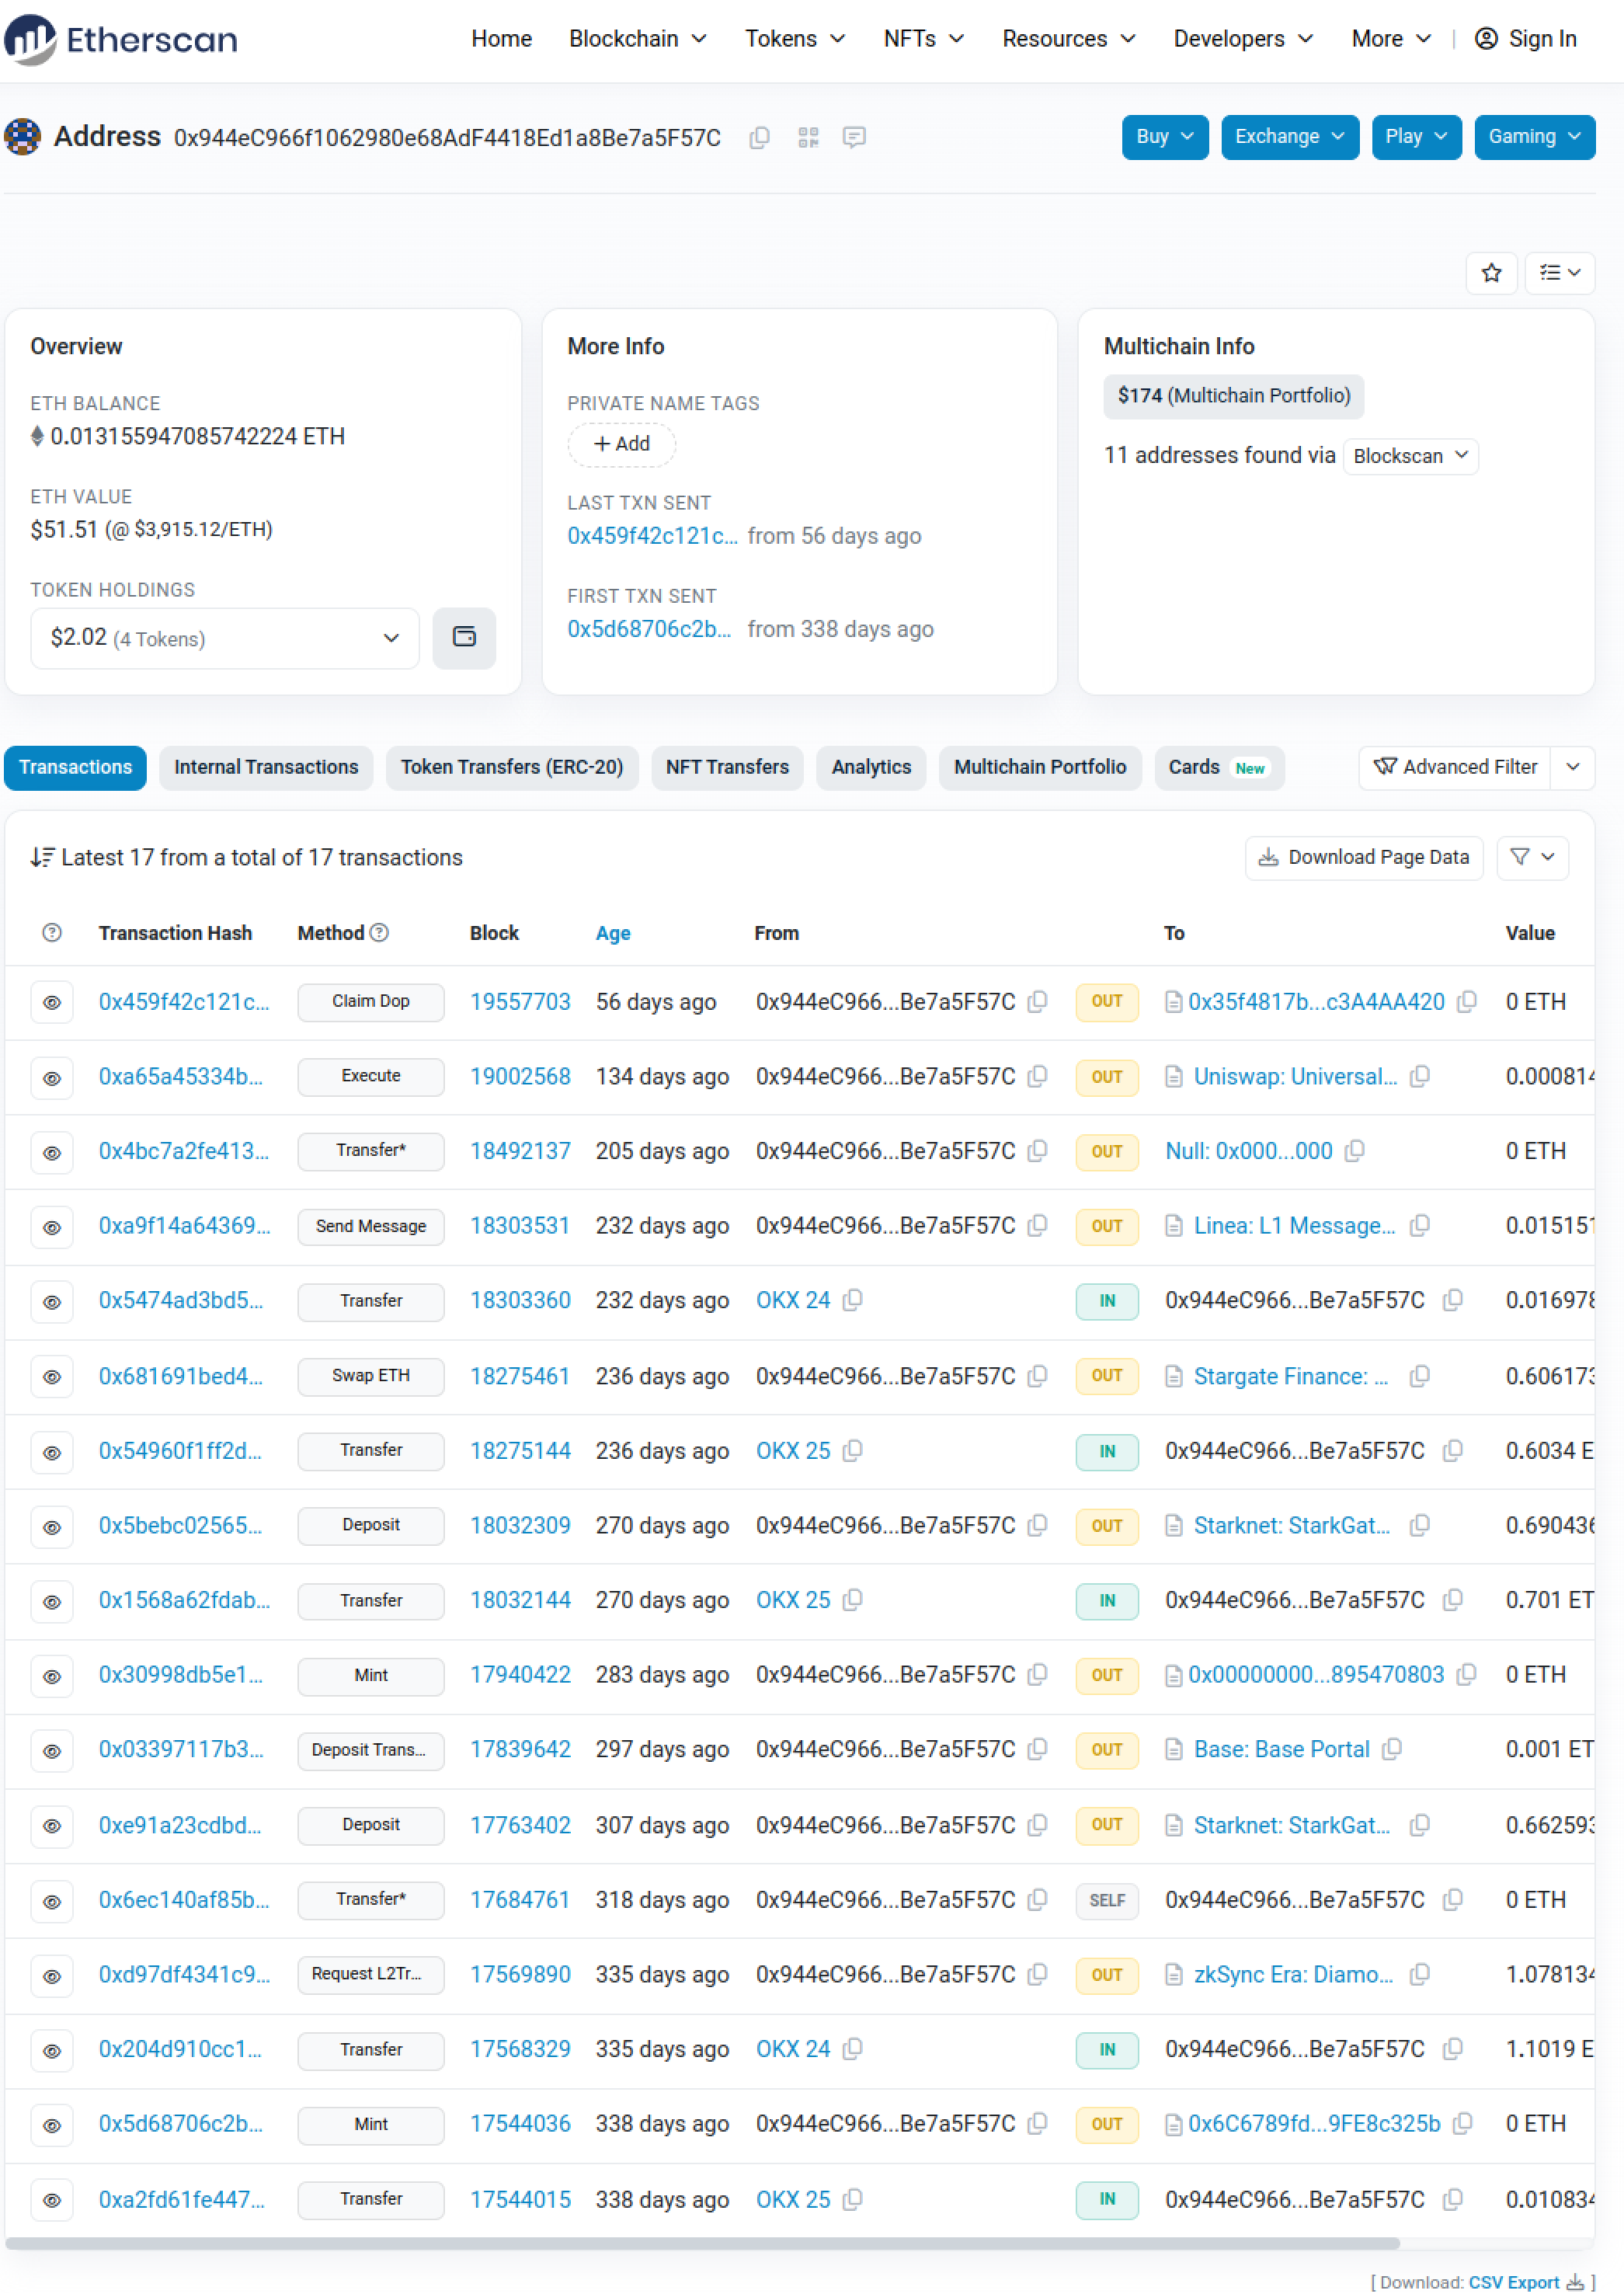 Etherscan Home Blockchain Tokens NFTs Resources Developers More | Sign In
Address 0x944eC966f1062980e68AdF4418Ed1a8Be7a5F57C Buy Exchange Play Gaming
Overview
ETH BALANCE
0.013155947085742224 ETH
ETH VALUE
$51.51 (@ $3,915.12/ETH)
TOKEN HOLDINGS
$2.02 (4 Tokens)
More Info
PRIVATE NAME TAGS
+ Add
LAST TXN SENT
0x459f42c121c... from 56 days ago
FIRST TXN SENT
0x5d68706c2b... from 338 days ago
Multichain Info
$174 (Multichain Portfolio)
11 addresses found via Blockscan
Transactions Internal Transactions Token Transfers (ERC-20) NFT Transfers Analytics Multichain Portfolio Cards New Advanced Filter
Latest 17 from a total of 17 transactions Download Page Data
Transaction Hash Method Block Age From To Value
0x459f42c121c... Claim Dop 19557703 56 days ago 0x944eC966...Be7a5F57C OUT 0x35f4817b...c3A4AA420 0 ETH
0xa65a45334b... Execute 19002568 134 days ago 0x944eC966...Be7a5F57C OUT Uniswap: Universal... 0.000814
0x4bc7a2fe413... Transfer* 18492137 205 days ago 0x944eC966...Be7a5F57C OUT Null: 0x000...000 0 ETH
0xa9f14a64369... Send Message 18303531 232 days ago 0x944eC966...Be7a5F57C OUT Linea: L1 Message... 0.015151
0x5474ad3bd5... Transfer 18303360 232 days ago OKX 24 IN 0x944eC966...Be7a5F57C 0.016978
0x681691bed4... Swap ETH 18275461 236 days ago 0x944eC966...Be7a5F57C OUT Stargate Finance: ... 0.606173
0x54960f1ff2d... Transfer 18275144 236 days ago OKX 25 IN 0x944eC966...Be7a5F57C 0.6034 E
0x5bebc02565... Deposit 18032309 270 days ago 0x944eC966...Be7a5F57C OUT Starknet: StarkGat... 0.690436
0x1568a62fdab... Transfer 18032144 270 days ago OKX 25 IN 0x944eC966...Be7a5F57C 0.701 ET
0x30998db5e1... Mint 17940422 283 days ago 0x944eC966...Be7a5F57C OUT 0x00000000...895470803 0 ETH
0x03397117b3... Deposit Trans... 17839642 297 days ago 0x944eC966...Be7a5F57C OUT Base: Base Portal 0.001 ET
0xe91a23cdbd... Deposit 17763402 307 days ago 0x944eC966...Be7a5F57C OUT Starknet: StarkGat... 0.662593
0x6ec140af85b... Transfer* 17684761 318 days ago 0x944eC966...Be7a5F57C SELF 0x944eC966...Be7a5F57C 0 ETH
0xd97df4341c9... Request L2Tr... 17569890 335 days ago 0x944eC966...Be7a5F57C OUT zkSync Era: Diamo... 1.078134
0x204d910cc1... Transfer 17568329 335 days ago OKX 24 IN 0x944eC966...Be7a5F57C 1.1019 E
0x5d68706c2b... Mint 17544036 338 days ago 0x944eC966...Be7a5F57C OUT 0x6C6789fd...9FE8c325b 0 ETH
0xa2fd61fe447... Transfer 17544015 338 days ago OKX 25 IN 0x944eC966...Be7a5F57C 0.010834
[ Download: CSV Export ]